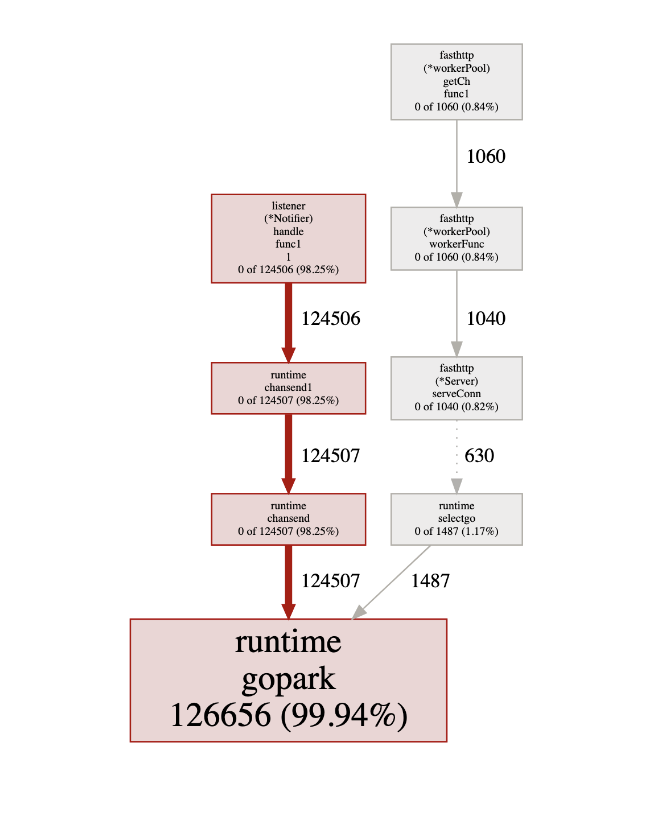 fasthttp
(*workerPool)
getCh
func1
0 of 1060 (0.84%)
1060
listener
(*Notifier)
handle
func1
1
0 of 124506 (98.25%)
fasthttp
(*workerPool)
workerFunc
0 of 1060 (0.84%)
124506
1040
runtime
chansend1
0 of 124507 (98.25%)
fasthttp
(*Server)
serveConn
0 of 1040 (0.82%)
124507
630
runtime
chansend
0 of 124507 (98.25%)
runtime
selectgo
0 of 1487 (1.17%)
124507
1487
runtime
gopark
126656 (99.94%)